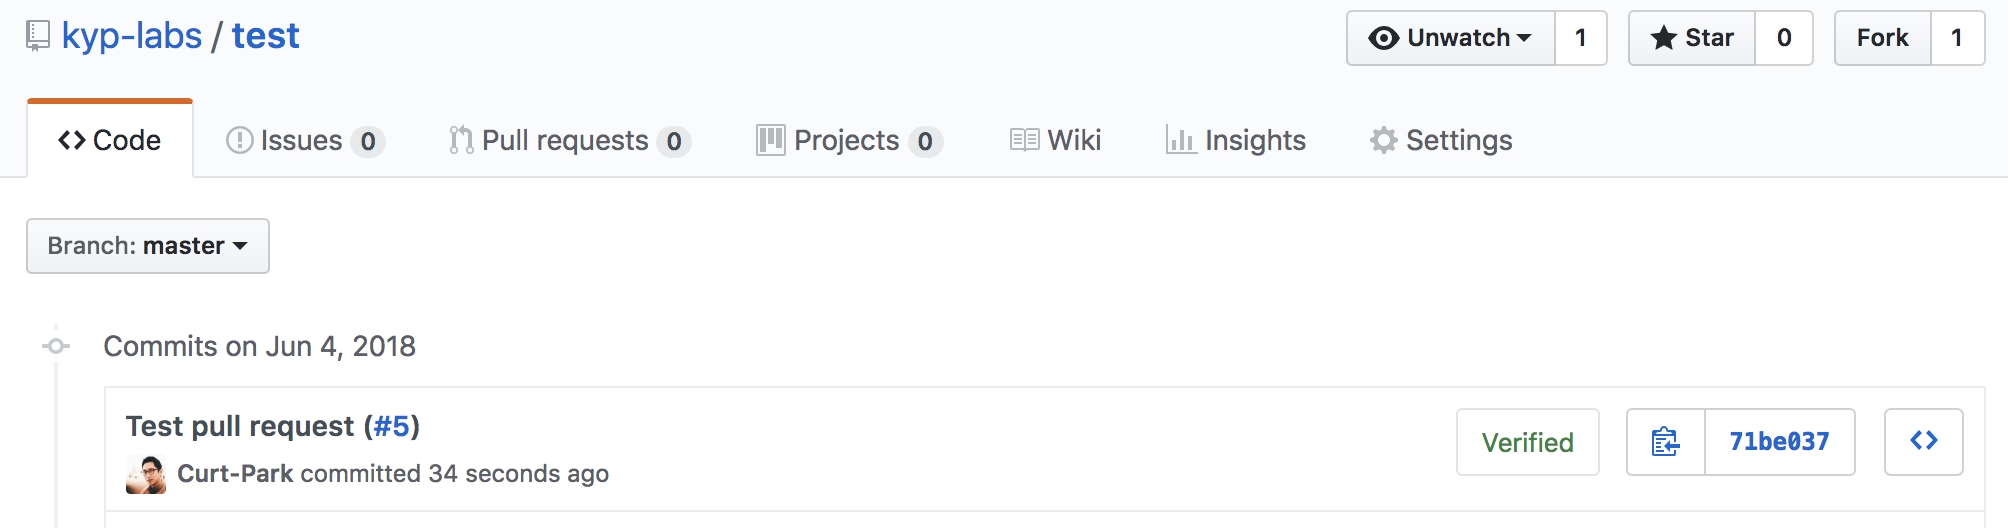 kyp-labs / test
Unwatch 1 Star 0 Fork 1
Code Issues 0 Pull requests 0 Projects 0 Wiki Insights Settings
Branch: master
Commits on Jun 4, 2018
Test pull request (#5)
Verified 71be037
Curt-Park committed 34 seconds ago